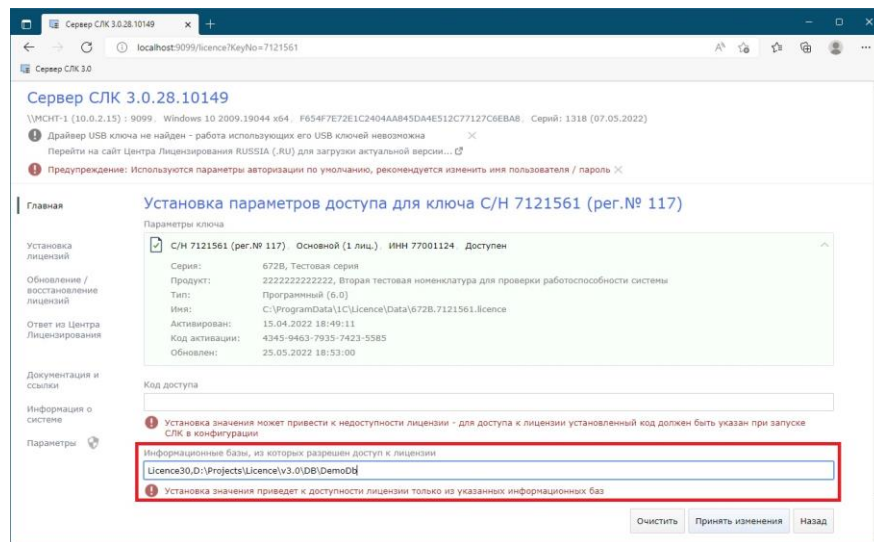 Сервер СЛК 3.0.28.10149
localhost:9099/licence?KeyNo=7121561
Сервер СЛК 3.0
Сервер СЛК 3.0.28.10149
\\MCHT-1 (10.0.2.15) : 9099. Windows 10 2009.19044 x64. F654F7E72E1C2404AA845DA4E512C77127C6EBA8. Серий: 1318 (07.05.2022)
Драйвер USB ключа не найден - работа использующих его USB ключей невозможна
Перейти на сайт Центра Лицензирования RUSSIA (.RU) для загрузки актуальной версии...
Предупреждение: Используются параметры авторизации по умолчанию, рекомендуется изменить имя пользователя / пароль
Главная
Установка лицензий
Обновление / восстановление лицензий
Ответ из Центра Лицензирования
Документация и ссылки
Информация о системе
Параметры
Установка параметров доступа для ключа С/Н 7121561 (рег.№ 117)
Параметры ключа
С/Н 7121561 (рег.№ 117). Основной (1 лиц.). ИНН 77001124. Доступен
Серия: 672B, Тестовая серия
Продукт: 2222222222222, Вторая тестовая номенклатура для проверки работоспособности системы
Тип: Программный (6.0)
Имя: C:\ProgramData\1C\Licence\Data\672B.7121561.licence
Активирован: 15.04.2022 18:49:11
Код активации: 4345-9463-7935-7423-5585
Обновлен: 25.05.2022 18:53:00
Код доступа
Установка значения может привести к недоступности лицензии - для доступа к лицензии установленный код должен быть указан при запуске
СЛК в конфигурации
Информационные базы, из которых разрешен доступ к лицензии
Licence30,D:\Projects\Licence\v3.0\DB\DemoDb
Установка значения приведет к доступности лицензии только из указанных информационных баз
Очистить Принять изменения Назад